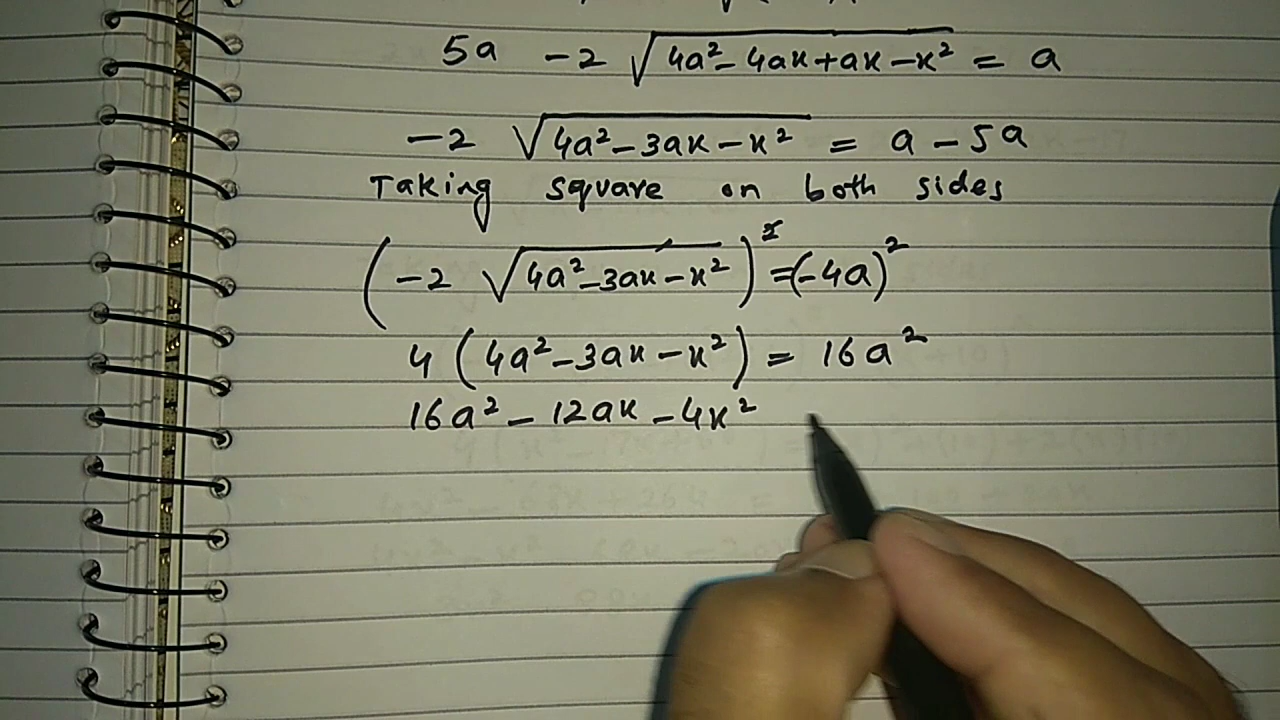 5a - 2 √(4a² - 4ax + ax - x²) = a
-2 √(4a² - 3ax - x²) = a - 5a
Taking square on both sides
(-2 √(4a² - 3ax - x²))² = (-4a)²
4 (4a² - 3ax - x²) = 16a²
16a² - 12ax - 4x²